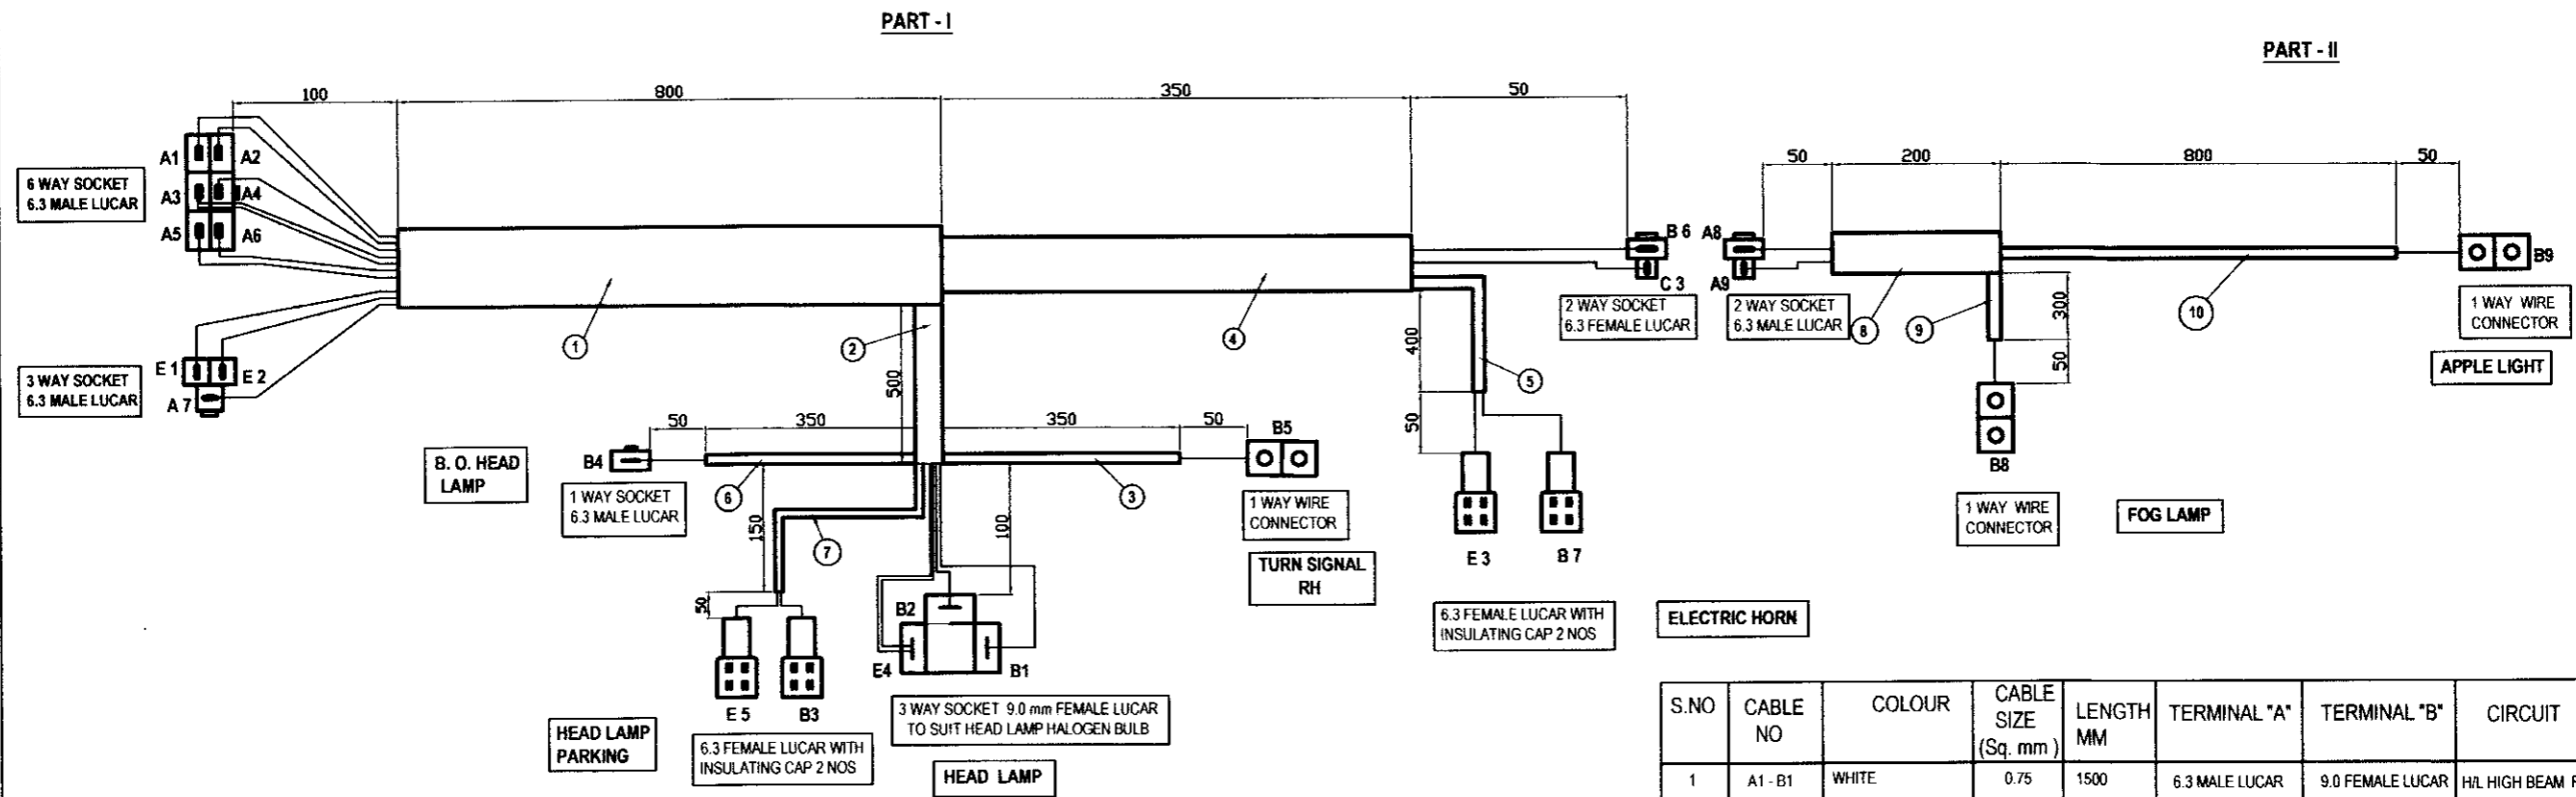 PART - I
PART - II
100
800
350
50
50
200
800
50
A1
A2
A3
A4
A5
A6
6 WAY SOCKET
6.3 MALE LUCAR
E 1
E 2
A 7
3 WAY SOCKET
6.3 MALE LUCAR
1
2
4
B 6
C 3
2 WAY SOCKET
6.3 FEMALE LUCAR
A8
A9
2 WAY SOCKET
6.3 MALE LUCAR
8
9
10
300
50
B9
1 WAY WIRE
CONNECTOR
APPLE LIGHT
B8
1 WAY WIRE
CONNECTOR
FOG LAMP
500
400
50
5
50
350
350
50
B. O. HEAD
LAMP
B4
1 WAY SOCKET
6.3 MALE LUCAR
6
7
3
B5
1 WAY WIRE
CONNECTOR
TURN SIGNAL
RH
150
50
100
E 3
B 7
6.3 FEMALE LUCAR WITH
INSULATING CAP 2 NOS
ELECTRIC HORN
B2
E4
B1
3 WAY SOCKET 9.0 mm FEMALE LUCAR
TO SUIT HEAD LAMP HALOGEN BULB
HEAD LAMP
E 5
B3
HEAD LAMP
PARKING
6.3 FEMALE LUCAR WITH
INSULATING CAP 2 NOS
S.NO CABLE NO COLOUR CABLE SIZE (Sq. mm) LENGTH MM TERMINAL "A" TERMINAL "B" CIRCUIT
1 A1 - B1 WHITE 0.75 1500 6.3 MALE LUCAR 9.0 FEMALE LUCAR H/L HIGH BEAM